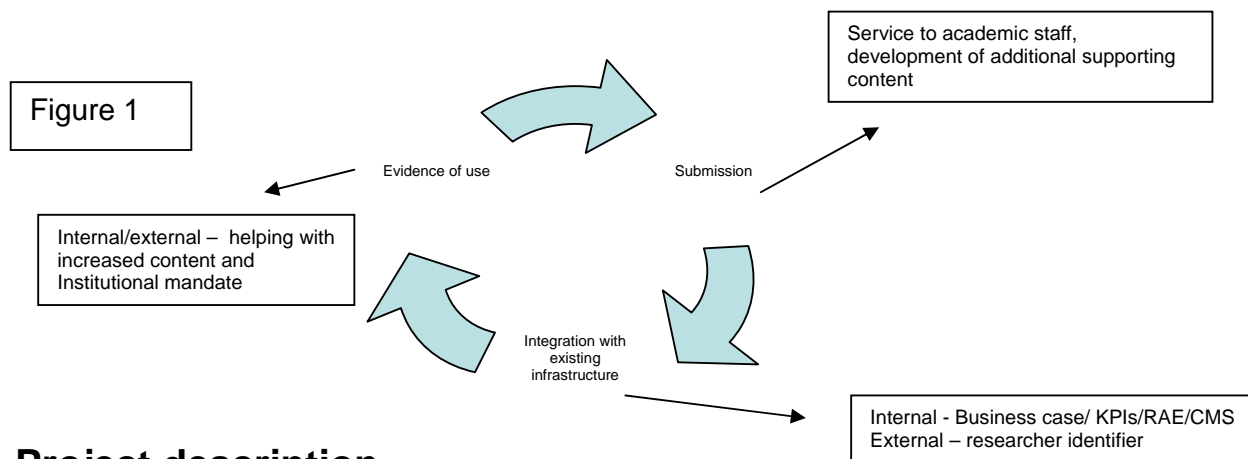 Service to academic staff,
development of additional supporting
content
Figure 1
Evidence of use
Submission
Internal/external – helping with
increased content and
Institutional mandate
Integration with
existing
infrastructure
Internal - Business case/ KPIs/RAE/CMS
External – researcher identifier
Project description